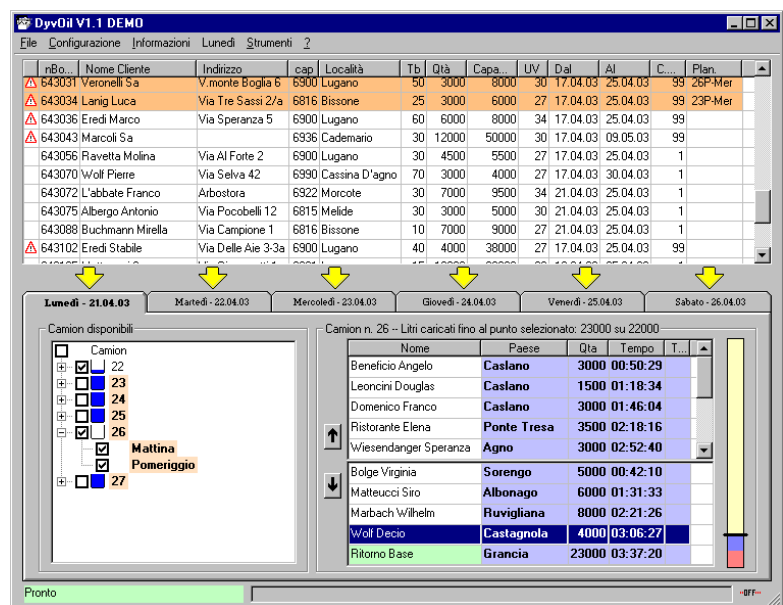 DyvOil V1.1 DEMO
File Configurazione Informazioni Lunedì Strumenti ?
nBo... Nome Cliente Indirizzo cap Località Tb Qtà Capa... UV Dal Al C.... Plan.
643031 Veronelli Sa V.monte Boglia 6 6900 Lugano 50 3000 8000 30 17.04.03 25.04.03 99 26P-Mer
643034 Lanig Luca Via Tre Sassi 2/a 6816 Bissone 25 3000 6000 27 17.04.03 25.04.03 99 23P-Mer
643036 Eredi Marco Via Speranza 5 6900 Lugano 60 6000 8000 34 17.04.03 25.04.03 99
643043 Marcoli Sa 6936 Cademario 30 12000 50000 30 17.04.03 09.05.03 99
643056 Ravetta Molina Via Al Forte 2 6900 Lugano 30 4500 5500 27 17.04.03 25.04.03 1
643070 Wolf Pierre Via Selva 42 6990 Cassina D'agno 70 3000 4000 27 17.04.03 30.04.03 1
643072 L'abbate Franco Arbostora 6922 Morcote 30 7000 9500 34 21.04.03 25.04.03 1
643075 Albergo Antonio Via Pocobelli 12 6815 Melide 30 3000 5000 30 21.04.03 25.04.03 1
643088 Buchmann Mirella Via Campione 1 6816 Bissone 10 7000 9000 27 21.04.03 25.04.03 1
643102 Eredi Stabile Via Delle Aie 3-3a 6900 Lugano 40 4000 38000 27 17.04.03 25.04.03 99
Lunedì - 21.04.03 Martedì - 22.04.03 Mercoledì - 23.04.03 Giovedì - 24.04.03 Venerdì - 25.04.03 Sabato - 26.04.03
Camion disponibili
Camion
22
23
24
25
26
Mattina
Pomeriggio
27
Camion n. 26 -- Litri caricati fino al punto selezionato: 23000 su 22000
Nome Paese Qta Tempo T...
Beneficio Angelo Caslano 3000 00:50:29
Leoncini Douglas Caslano 1500 01:18:34
Domenico Franco Caslano 3000 01:46:04
Ristorante Elena Ponte Tresa 3500 02:18:16
Wiesendanger Speranza Agno 3000 02:52:40
Bolge Virginia Sorengo 5000 00:42:10
Matteucci Siro Albonago 6000 01:31:33
Marbach Wilhelm Ruvigliana 8000 02:21:26
Wolf Decio Castagnola 4000 03:06:27
Ritorno Base Grancia 23000 03:37:20
Pronto
OFF